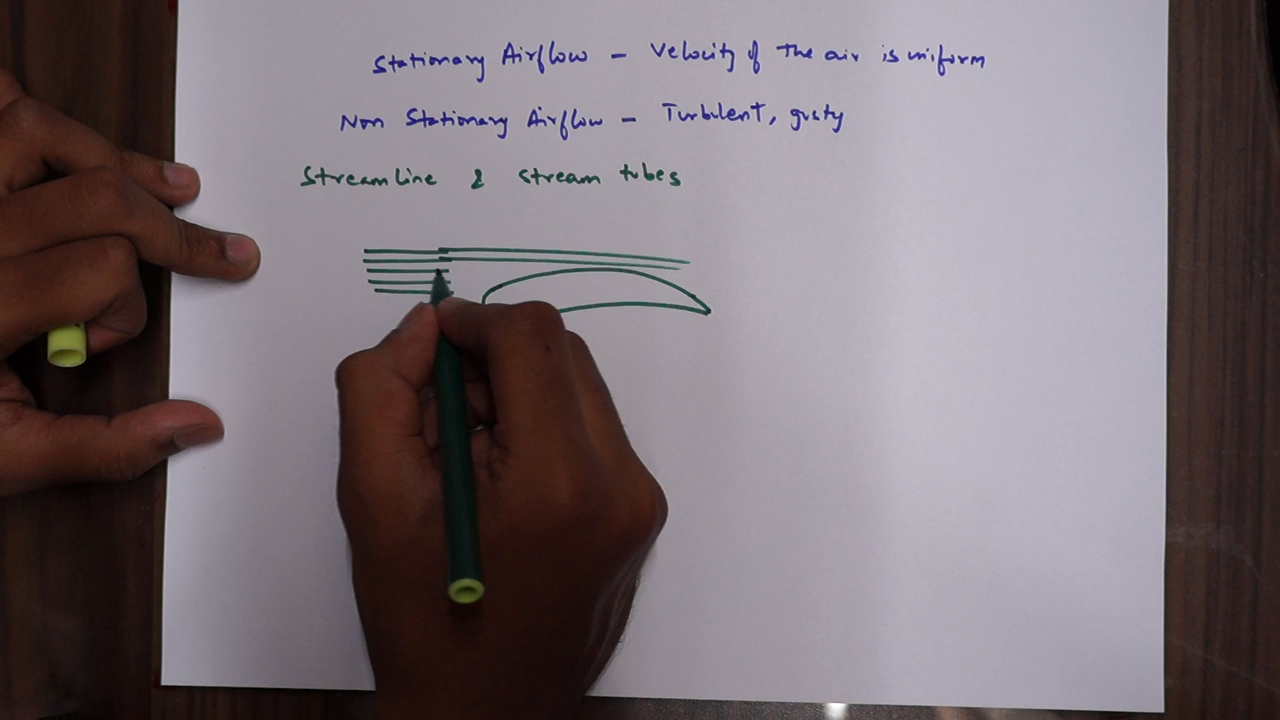 Stationary Airflow - Velocity of the air is uniform
Non Stationary Airflow - Turbulent, gusty
Streamline & stream tubes